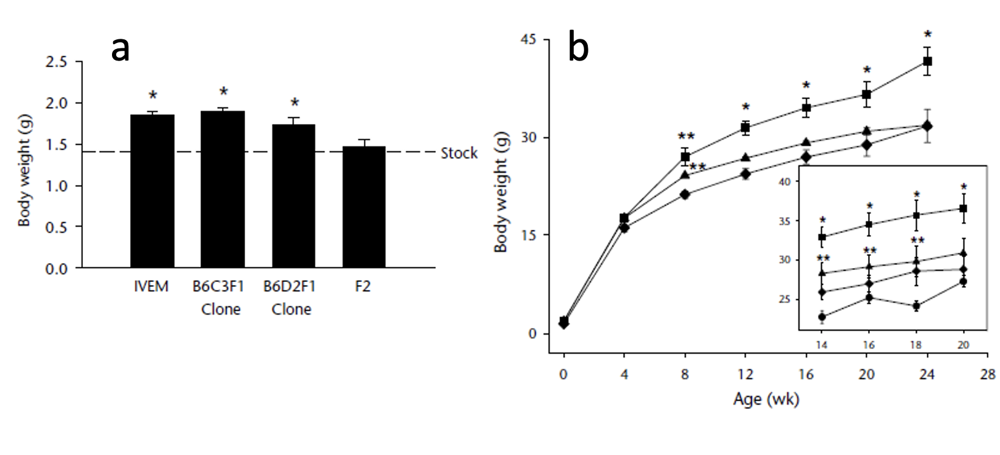 a
Body weight (g)
2.5
2.0
1.5
1.0
0.5
0.0
* * *
Stock
IVEM B6C3F1 Clone B6D2F1 Clone F2
b
Body weight (g)
45
30
15
0
** * * * * *
**
40
35
30
25
* * * *
** ** **
14 16 18 20
0 4 8 12 16 20 24 28
Age (wk)